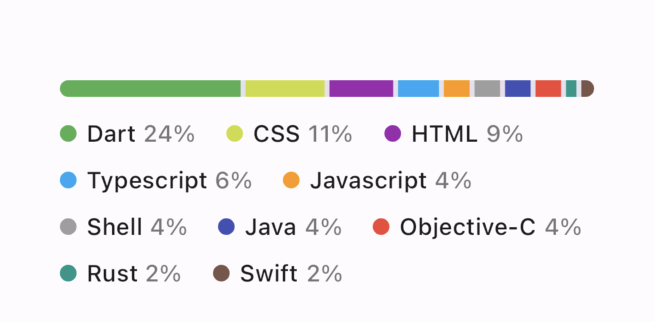 Dart 24% CSS 11% HTML 9%
Typescript 6% Javascript 4%
Shell 4% Java 4% Objective-C 4%
Rust 2% Swift 2%